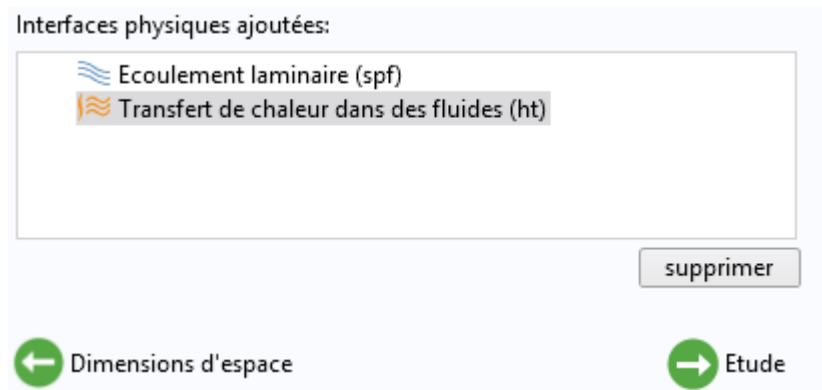 Interfaces physiques ajoutées:
Ecoulement laminaire (spf)
Transfert de chaleur dans des fluides (ht)
supprimer
Dimensions d'espace
Etude